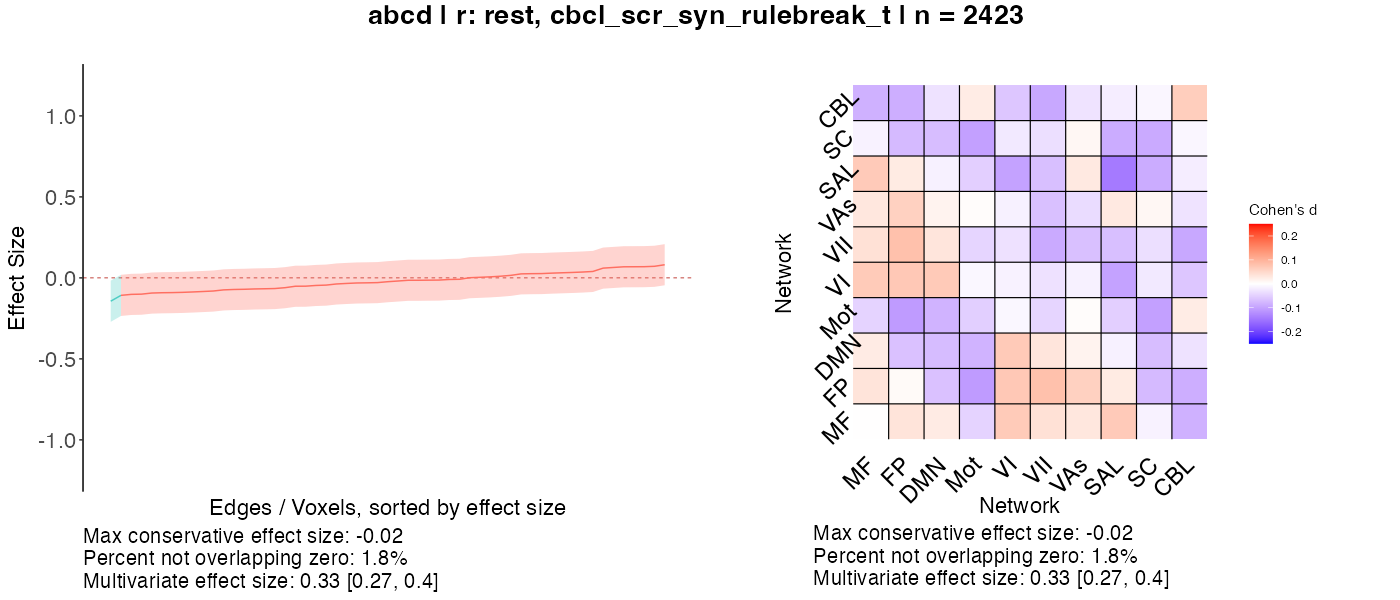 abcd | r: rest, cbcl_scr_syn_rulebreak_t | n = 2423
Effect Size
1.0
0.5
0.0
-0.5
-1.0
Edges / Voxels, sorted by effect size
Max conservative effect size: -0.02
Percent not overlapping zero: 1.8%
Multivariate effect size: 0.33 [0.27, 0.4]
Network
CBL
SC
SAL
VAs
VII
VI
Mot
DMN
FP
MF
MF
FP
DMN
Mot
VI
VII
VAs
SAL
SC
CBL
Network
Max conservative effect size: -0.02
Percent not overlapping zero: 1.8%
Multivariate effect size: 0.33 [0.27, 0.4]
Cohen's d
0.2
0.1
0.0
-0.1
-0.2